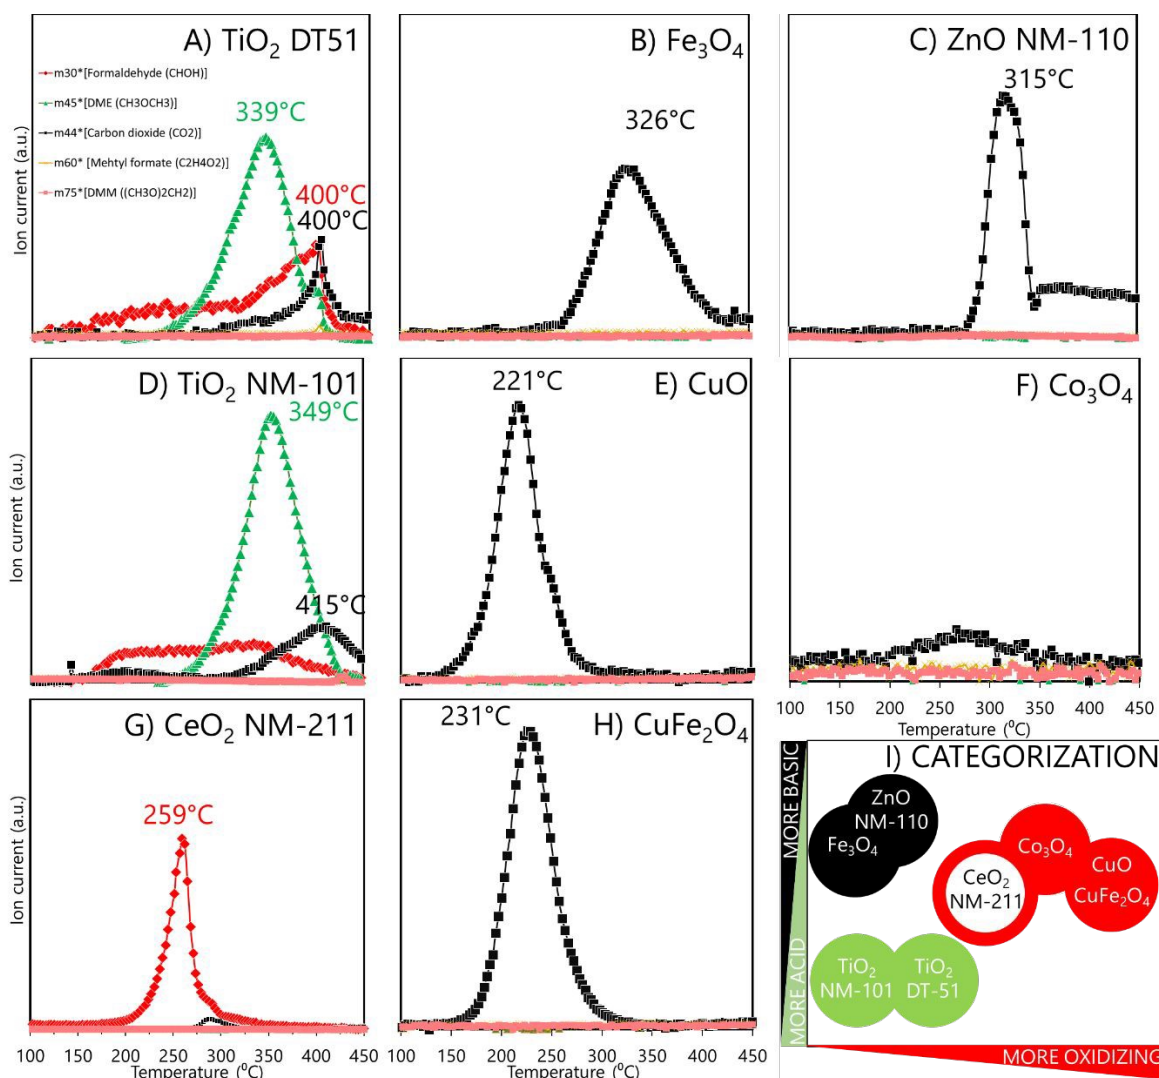 A) TiO₂ DT51
m30*[Formaldehyde (CHOH)]
m45*[DME (CH3OCH3)]
m44*[Carbon dioxide (CO2)]
m60* [Mehtyl formate (C2H4O2)]
m75*[DMM ((CH3O)2CH2)]
339°C
400°C
400°C
Ion current (a.u.)
B) Fe₃O₄
326°C
C) ZnO NM-110
315°C
D) TiO₂ NM-101
349°C
415°C
Ion current (a.u.)
E) CuO
221°C
F) Co₃O₄
100 150 200 250 300 350 400 450
Temperature (⁰C)
G) CeO₂ NM-211
259°C
Ion current (a.u.)
100 150 200 250 300 350 400 450
Temperature (⁰C)
H) CuFe₂O₄
231°C
100 150 200 250 300 350 400 450
Temperature (⁰C)
I) CATEGORIZATION
MORE BASIC
MORE ACID
ZnO
NM-110
Fe₃O₄
Co₃O₄
CuO
CuFe₂O₄
CeO₂
NM-211
TiO₂
NM-101
TiO₂
DT-51
MORE OXIDIZING